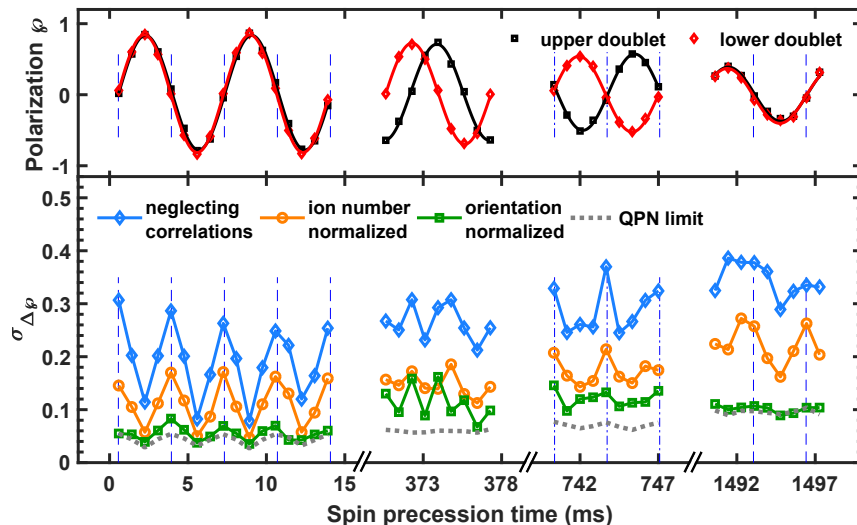 1
0
-1
Polarization ℘
upper doublet
lower doublet
0.5
0.4
0.3
0.2
0.1
0
σΔ℘
neglecting
correlations
ion number
normalized
orientation
normalized
QPN limit
0 5 10 15 373 378 742 747 1492 1497
Spin precession time (ms)